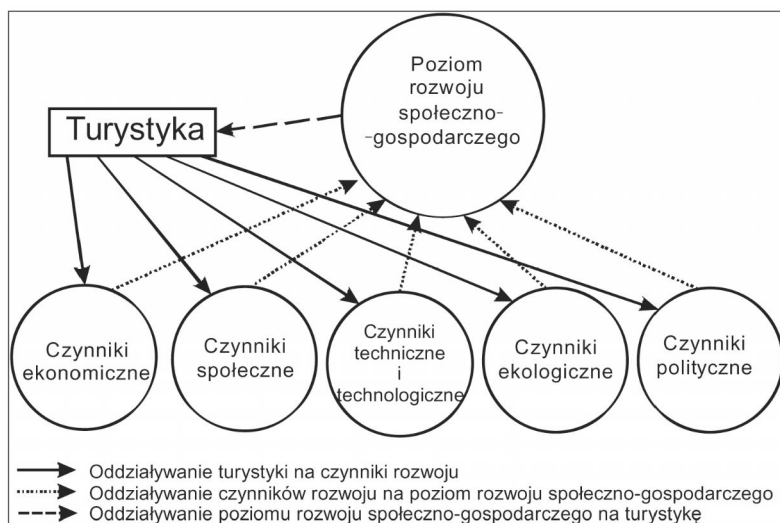 Poziom
rozwoju
społeczno-
-gospodarczego
Turystyka
Czynniki
ekonomiczne
Czynniki
społeczne
Czynniki
techniczne
i
technologiczne
Czynniki
ekologiczne
Czynniki
polityczne
Oddziaływanie turystyki na czynniki rozwoju
Oddziaływanie czynników rozwoju na poziom rozwoju społeczno-gospodarczego
Oddziaływanie poziomu rozwoju społeczno-gospodarczego na turystykę